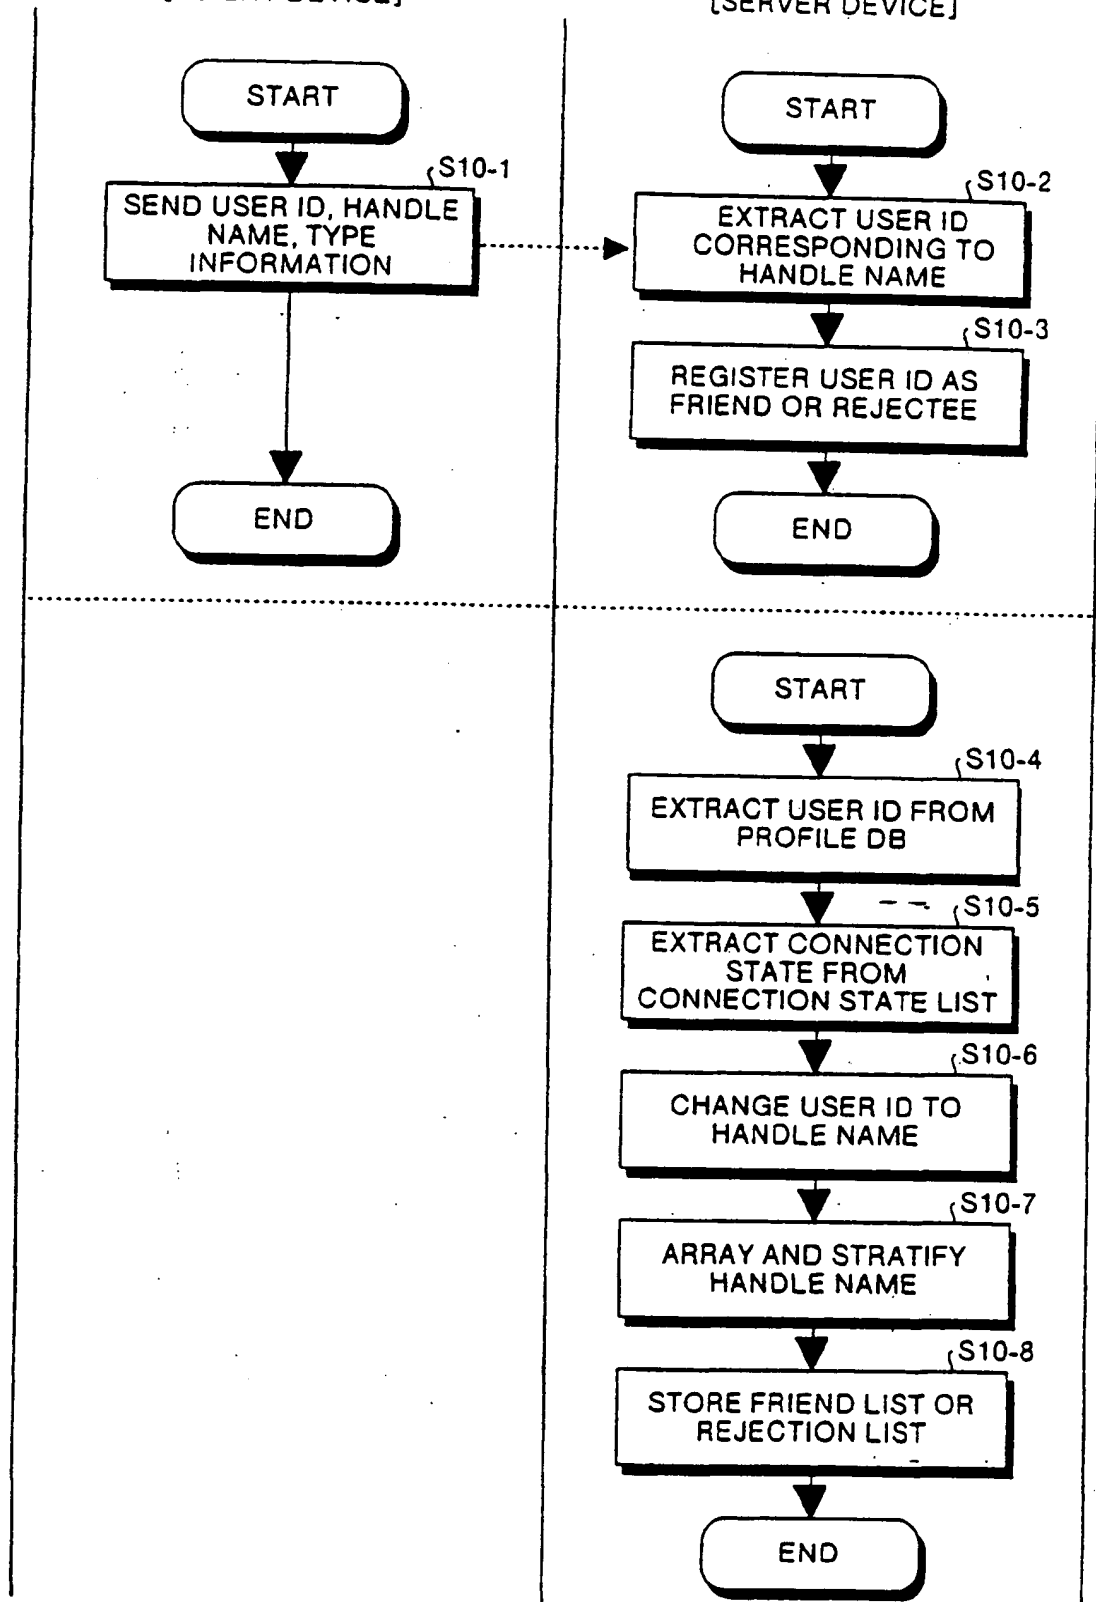 DEVICE]
[SERVER DEVICE]
START
S10-1
SEND USER ID, HANDLE
NAME, TYPE
INFORMATION
END
START
S10-2
EXTRACT USER ID
CORRESPONDING TO
HANDLE NAME
S10-3
REGISTER USER ID AS
FRIEND OR REJECTEE
END
START
S10-4
EXTRACT USER ID FROM
PROFILE DB
S10-5
EXTRACT CONNECTION
STATE FROM
CONNECTION STATE LIST
S10-6
CHANGE USER ID TO
HANDLE NAME
S10-7
ARRAY AND STRATIFY
HANDLE NAME
S10-8
STORE FRIEND LIST OR
REJECTION LIST
END